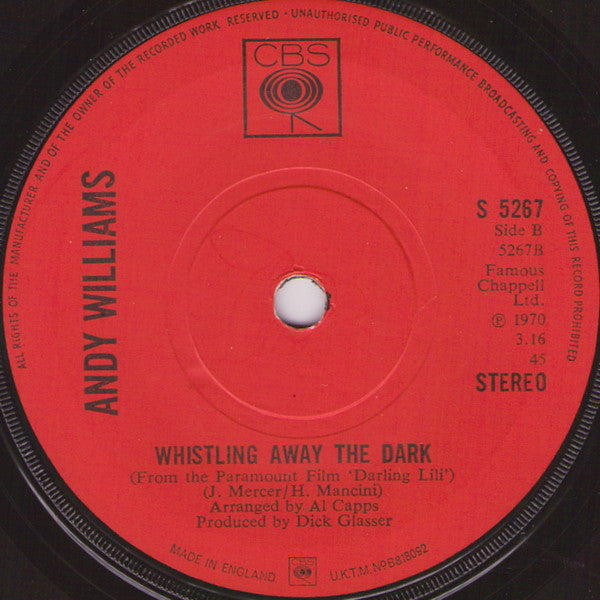 ALL RIGHTS OF THE MANUFACTURER AND OF THE OWNER OF THE RECORDED WORK RESERVED - UNAUTHORISED PUBLIC PERFORMANCE BROADCASTING AND COPYING OF THIS RECORD PROHIBITED
CBS
ANDY WILLIAMS
S 5267
Side B
5267B
Famous
Chappell
Ltd.
℗ 1970
3.16
45
STEREO
WHISTLING AWAY THE DARK
(From the Paramount Film 'Darling Lili')
(J. Mercer/H. Mancini)
Arranged by Al Capps
Produced by Dick Glasser
MADE IN ENGLAND
CBS
U.K.T.M. No B818092